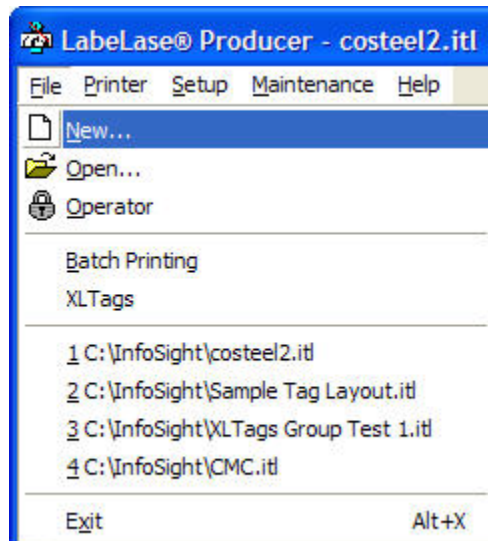 LabeLase® Producer - costeel2.itl
File Printer Setup Maintenance Help
New...
Open...
Operator
Batch Printing
XLTags
1 C:\InfoSight\costeel2.itl
2 C:\InfoSight\Sample Tag Layout.itl
3 C:\InfoSight\XLTags Group Test 1.itl
4 C:\InfoSight\CMC.itl
Exit Alt+X